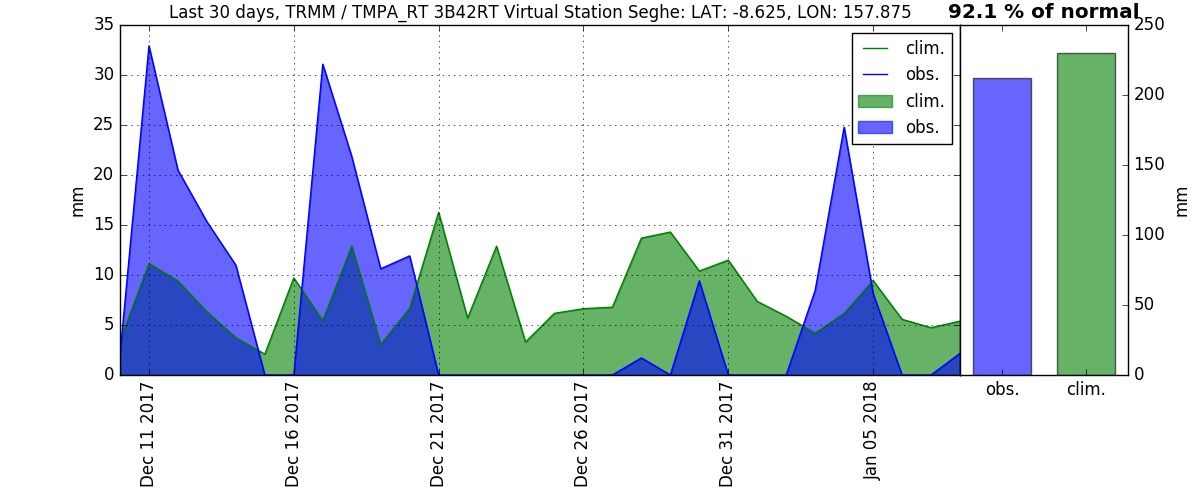 Last 30 days, TRMM / TMPA_RT 3B42RT Virtual Station Seghe: LAT: -8.625, LON: 157.875
92.1 % of normal
35
30
25
20
15
10
5
0
mm
clim.
obs.
clim.
obs.
Dec 11 2017
Dec 16 2017
Dec 21 2017
Dec 26 2017
Dec 31 2017
Jan 05 2018
250
200
150
100
50
0
mm
obs.
clim.